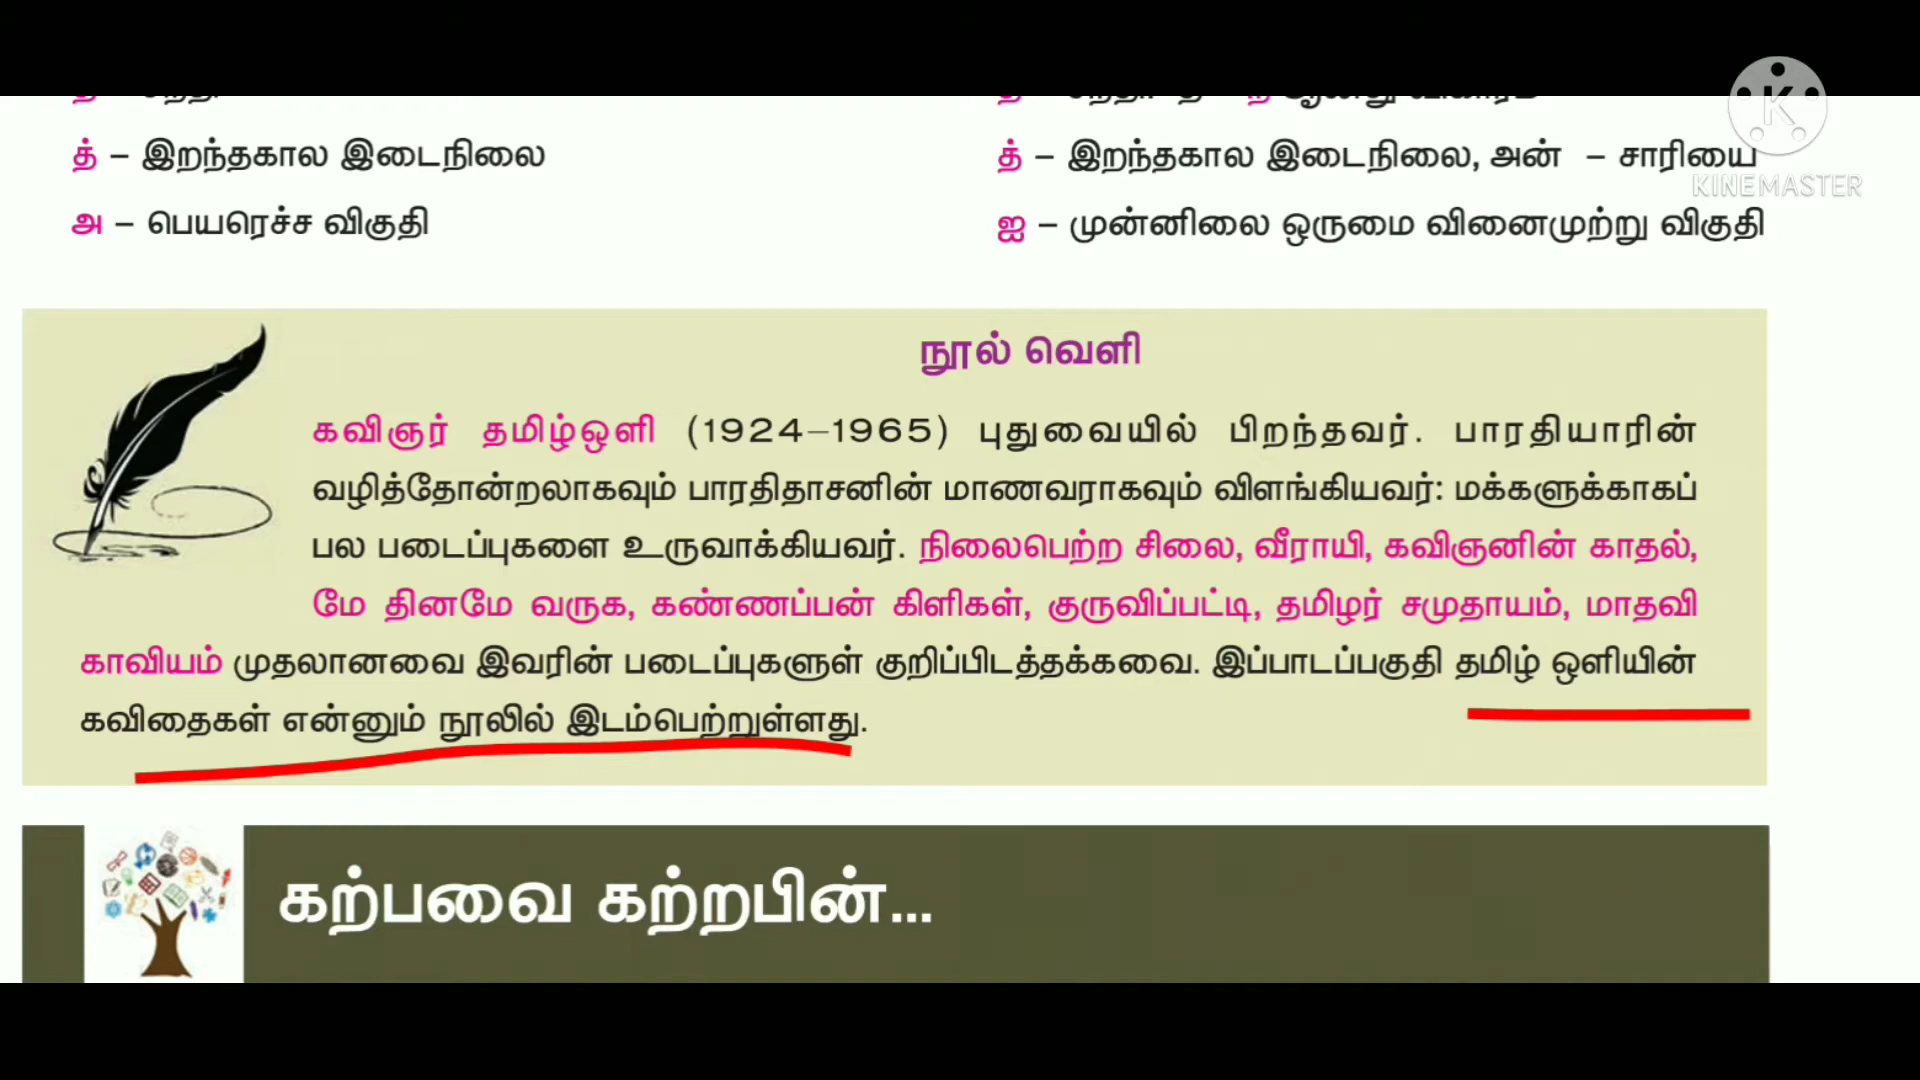 த் – இறந்தகால இடைநிலை
த் – இறந்தகால இடைநிலை, அன் – சாரியை
அ – பெயரெச்ச விகுதி
ஐ – முன்னிலை ஒருமை வினைமுற்று விகுதி
KINEMASTER
நூல் வெளி
கவிஞர் தமிழ்ஒளி (1924–1965) புதுவையில் பிறந்தவர். பாரதியாரின்
வழித்தோன்றலாகவும் பாரதிதாசனின் மாணவராகவும் விளங்கியவர்: மக்களுக்காகப்
பல படைப்புகளை உருவாக்கியவர். நிலைபெற்ற சிலை, வீராயி, கவிஞனின் காதல்,
மே தினமே வருக, கண்ணப்பன் கிளிகள், குருவிப்பட்டி, தமிழர் சமுதாயம், மாதவி
காவியம் முதலானவை இவரின் படைப்புகளுள் குறிப்பிடத்தக்கவை. இப்பாடப்பகுதி தமிழ் ஒளியின்
கவிதைகள் என்னும் நூலில் இடம்பெற்றுள்ளது.
கற்பவை கற்றபின்...